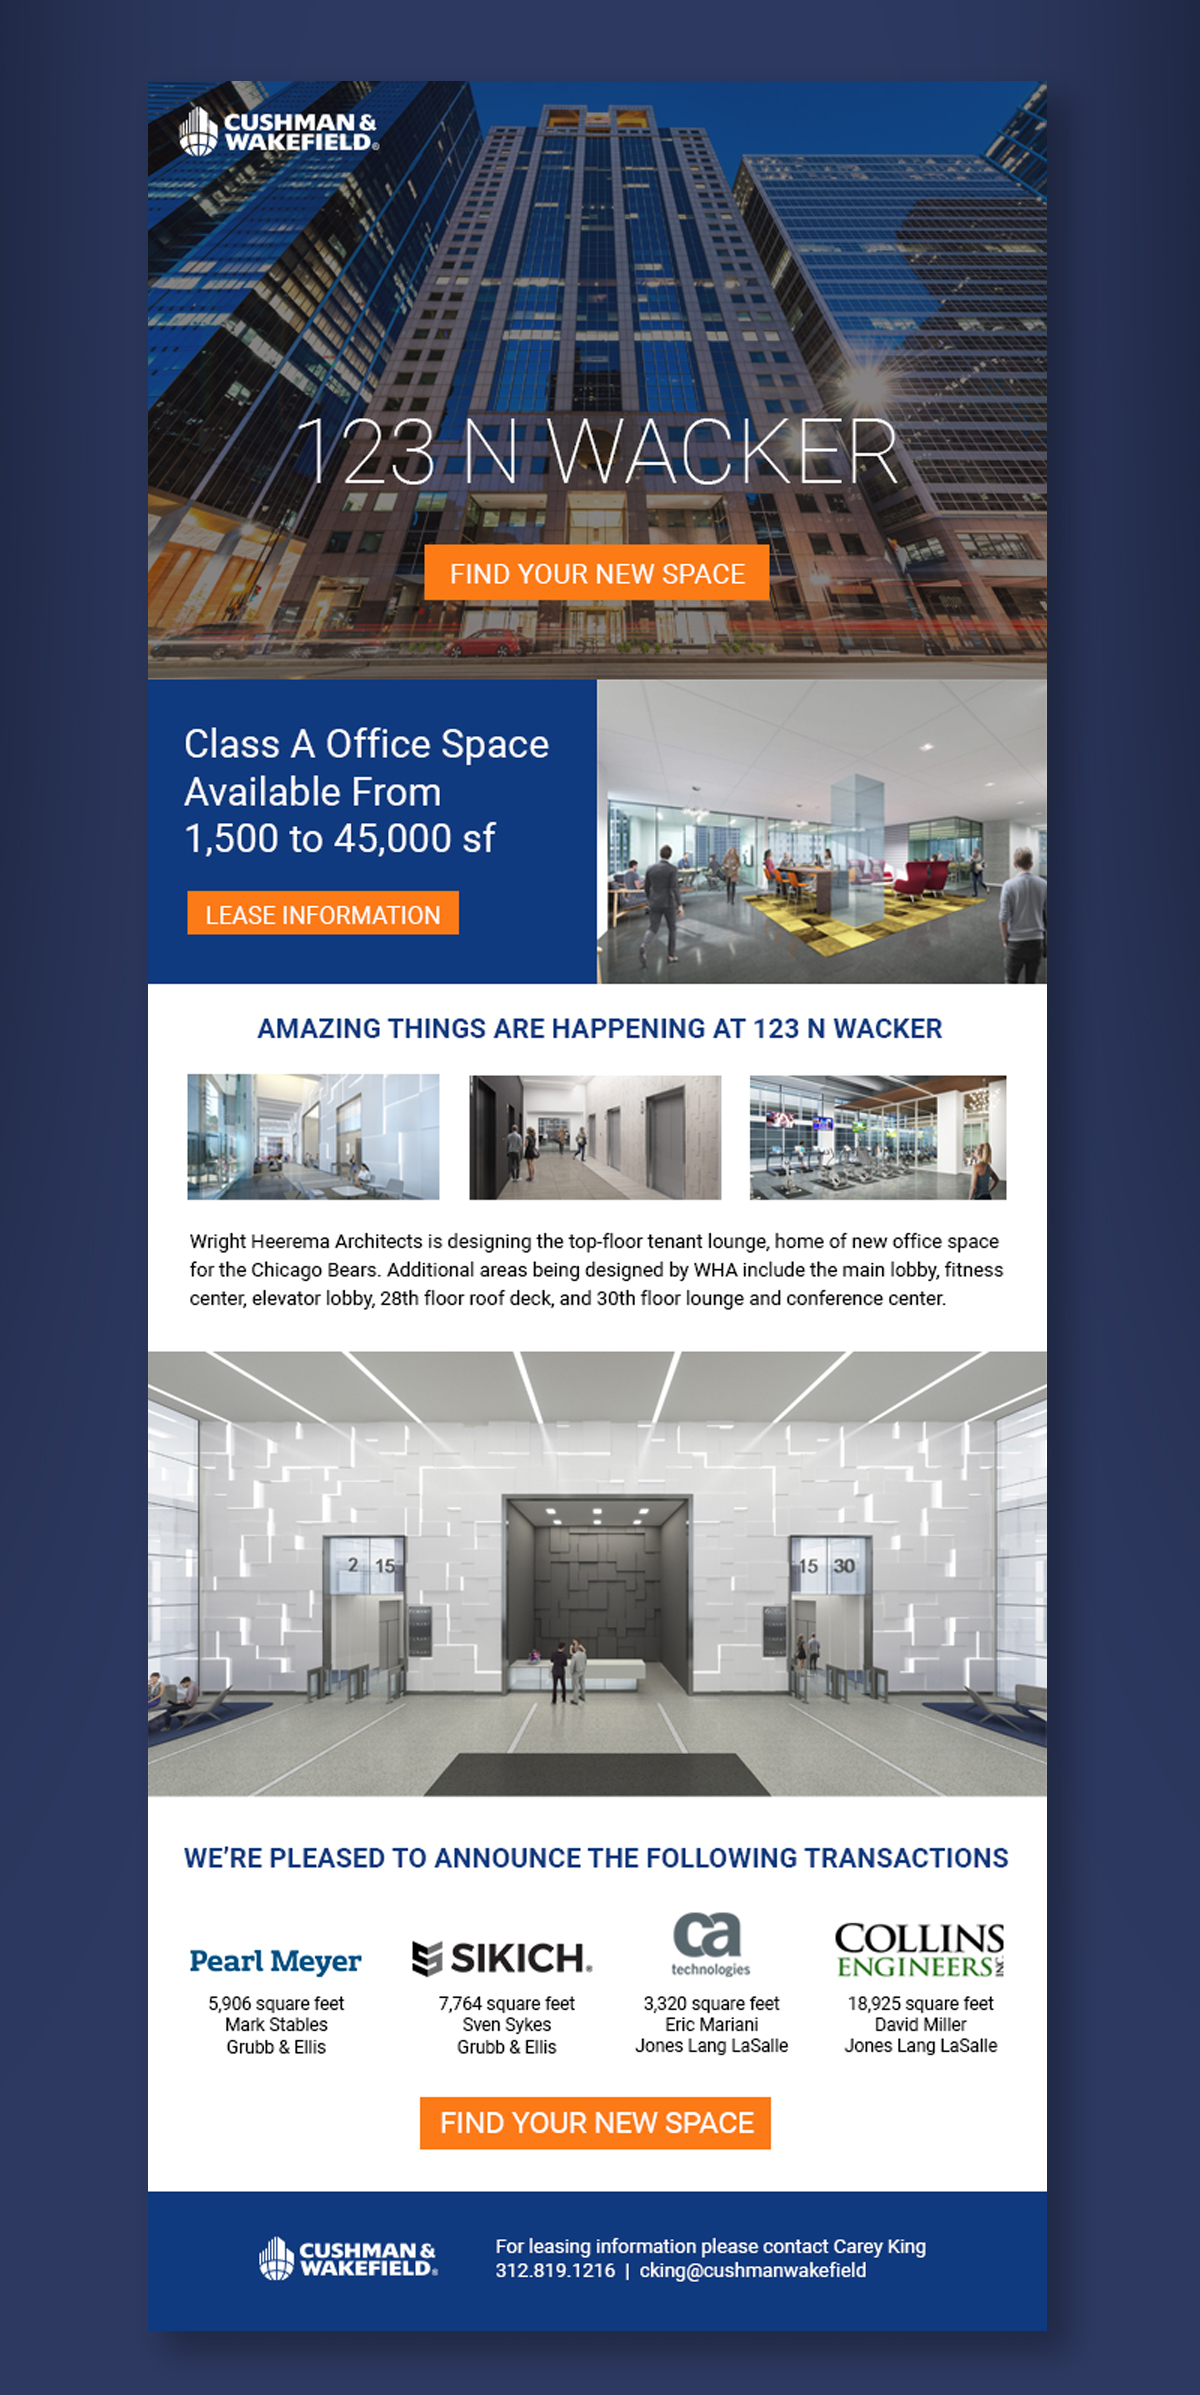 CUSHMAN &
WAKEFIELD®
123 N WACKER
FIND YOUR NEW SPACE
Class A Office Space
Available From
1,500 to 45,000 sf
LEASE INFORMATION
AMAZING THINGS ARE HAPPENING AT 123 N WACKER
Wright Heerema Architects is designing the top-floor tenant lounge, home of new office space
for the Chicago Bears. Additional areas being designed by WHA include the main lobby, fitness
center, elevator lobby, 28th floor roof deck, and 30th floor lounge and conference center.
2 15
15 30
WE'RE PLEASED TO ANNOUNCE THE FOLLOWING TRANSACTIONS
Pearl Meyer
5,906 square feet
Mark Stables
Grubb & Ellis
SIKICH®
7,764 square feet
Sven Sykes
Grubb & Ellis
ca
technologies
3,320 square feet
Eric Mariani
Jones Lang LaSalle
COLLINS
ENGINEERS INC
18,925 square feet
David Miller
Jones Lang LaSalle
FIND YOUR NEW SPACE
CUSHMAN &
WAKEFIELD®
For leasing information please contact Carey King
312.819.1216 | cking@cushmanwakefield